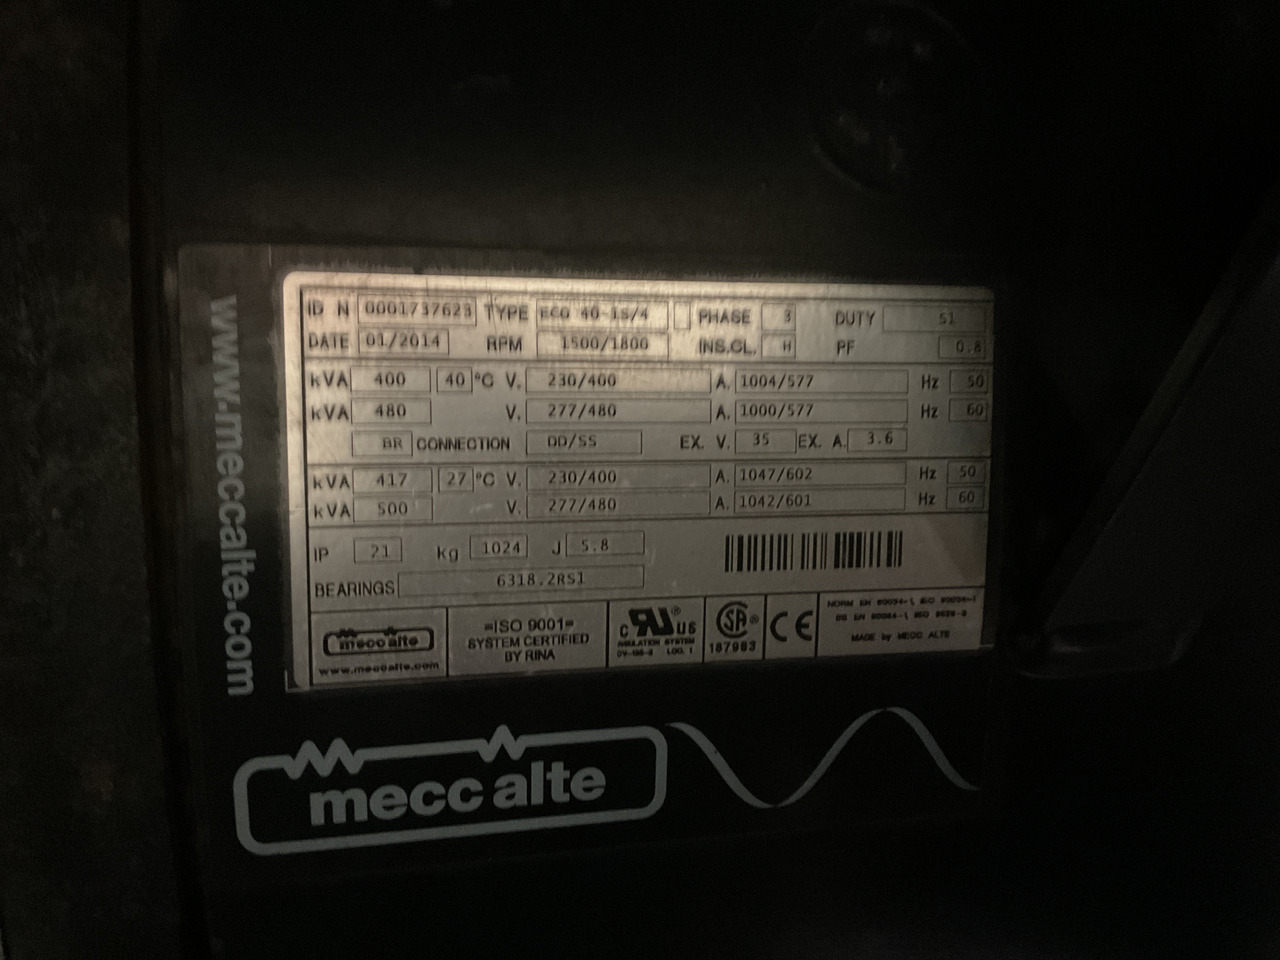 www.meccalte.com
ID N 0001737623 TYPE ECO 40-1S/4 PHASE 3 DUTY S1
DATE 01/2014 RPM 1500/1800 INS.CL. H PF 0.8
kVA 400 40 °C V. 230/400 A. 1004/577 Hz 50
kVA 480 V. 277/480 A. 1000/577 Hz 60
BR CONNECTION DD/SS EX. V. 35 EX. A. 3.6
kVA 417 27 °C V. 230/400 A. 1047/602 Hz 50
kVA 500 V. 277/480 A. 1042/601 Hz 60
IP 21 kg 1024 J 5.8
BEARINGS 6318.2RS1
mecc alte
www.meccalte.com
=ISO 9001=
SYSTEM CERTIFIED
BY RINA
c RU ® US
INSULATION SYSTEM
SA ®
187983
CE
MADE by MECC ALTE
mecc alte